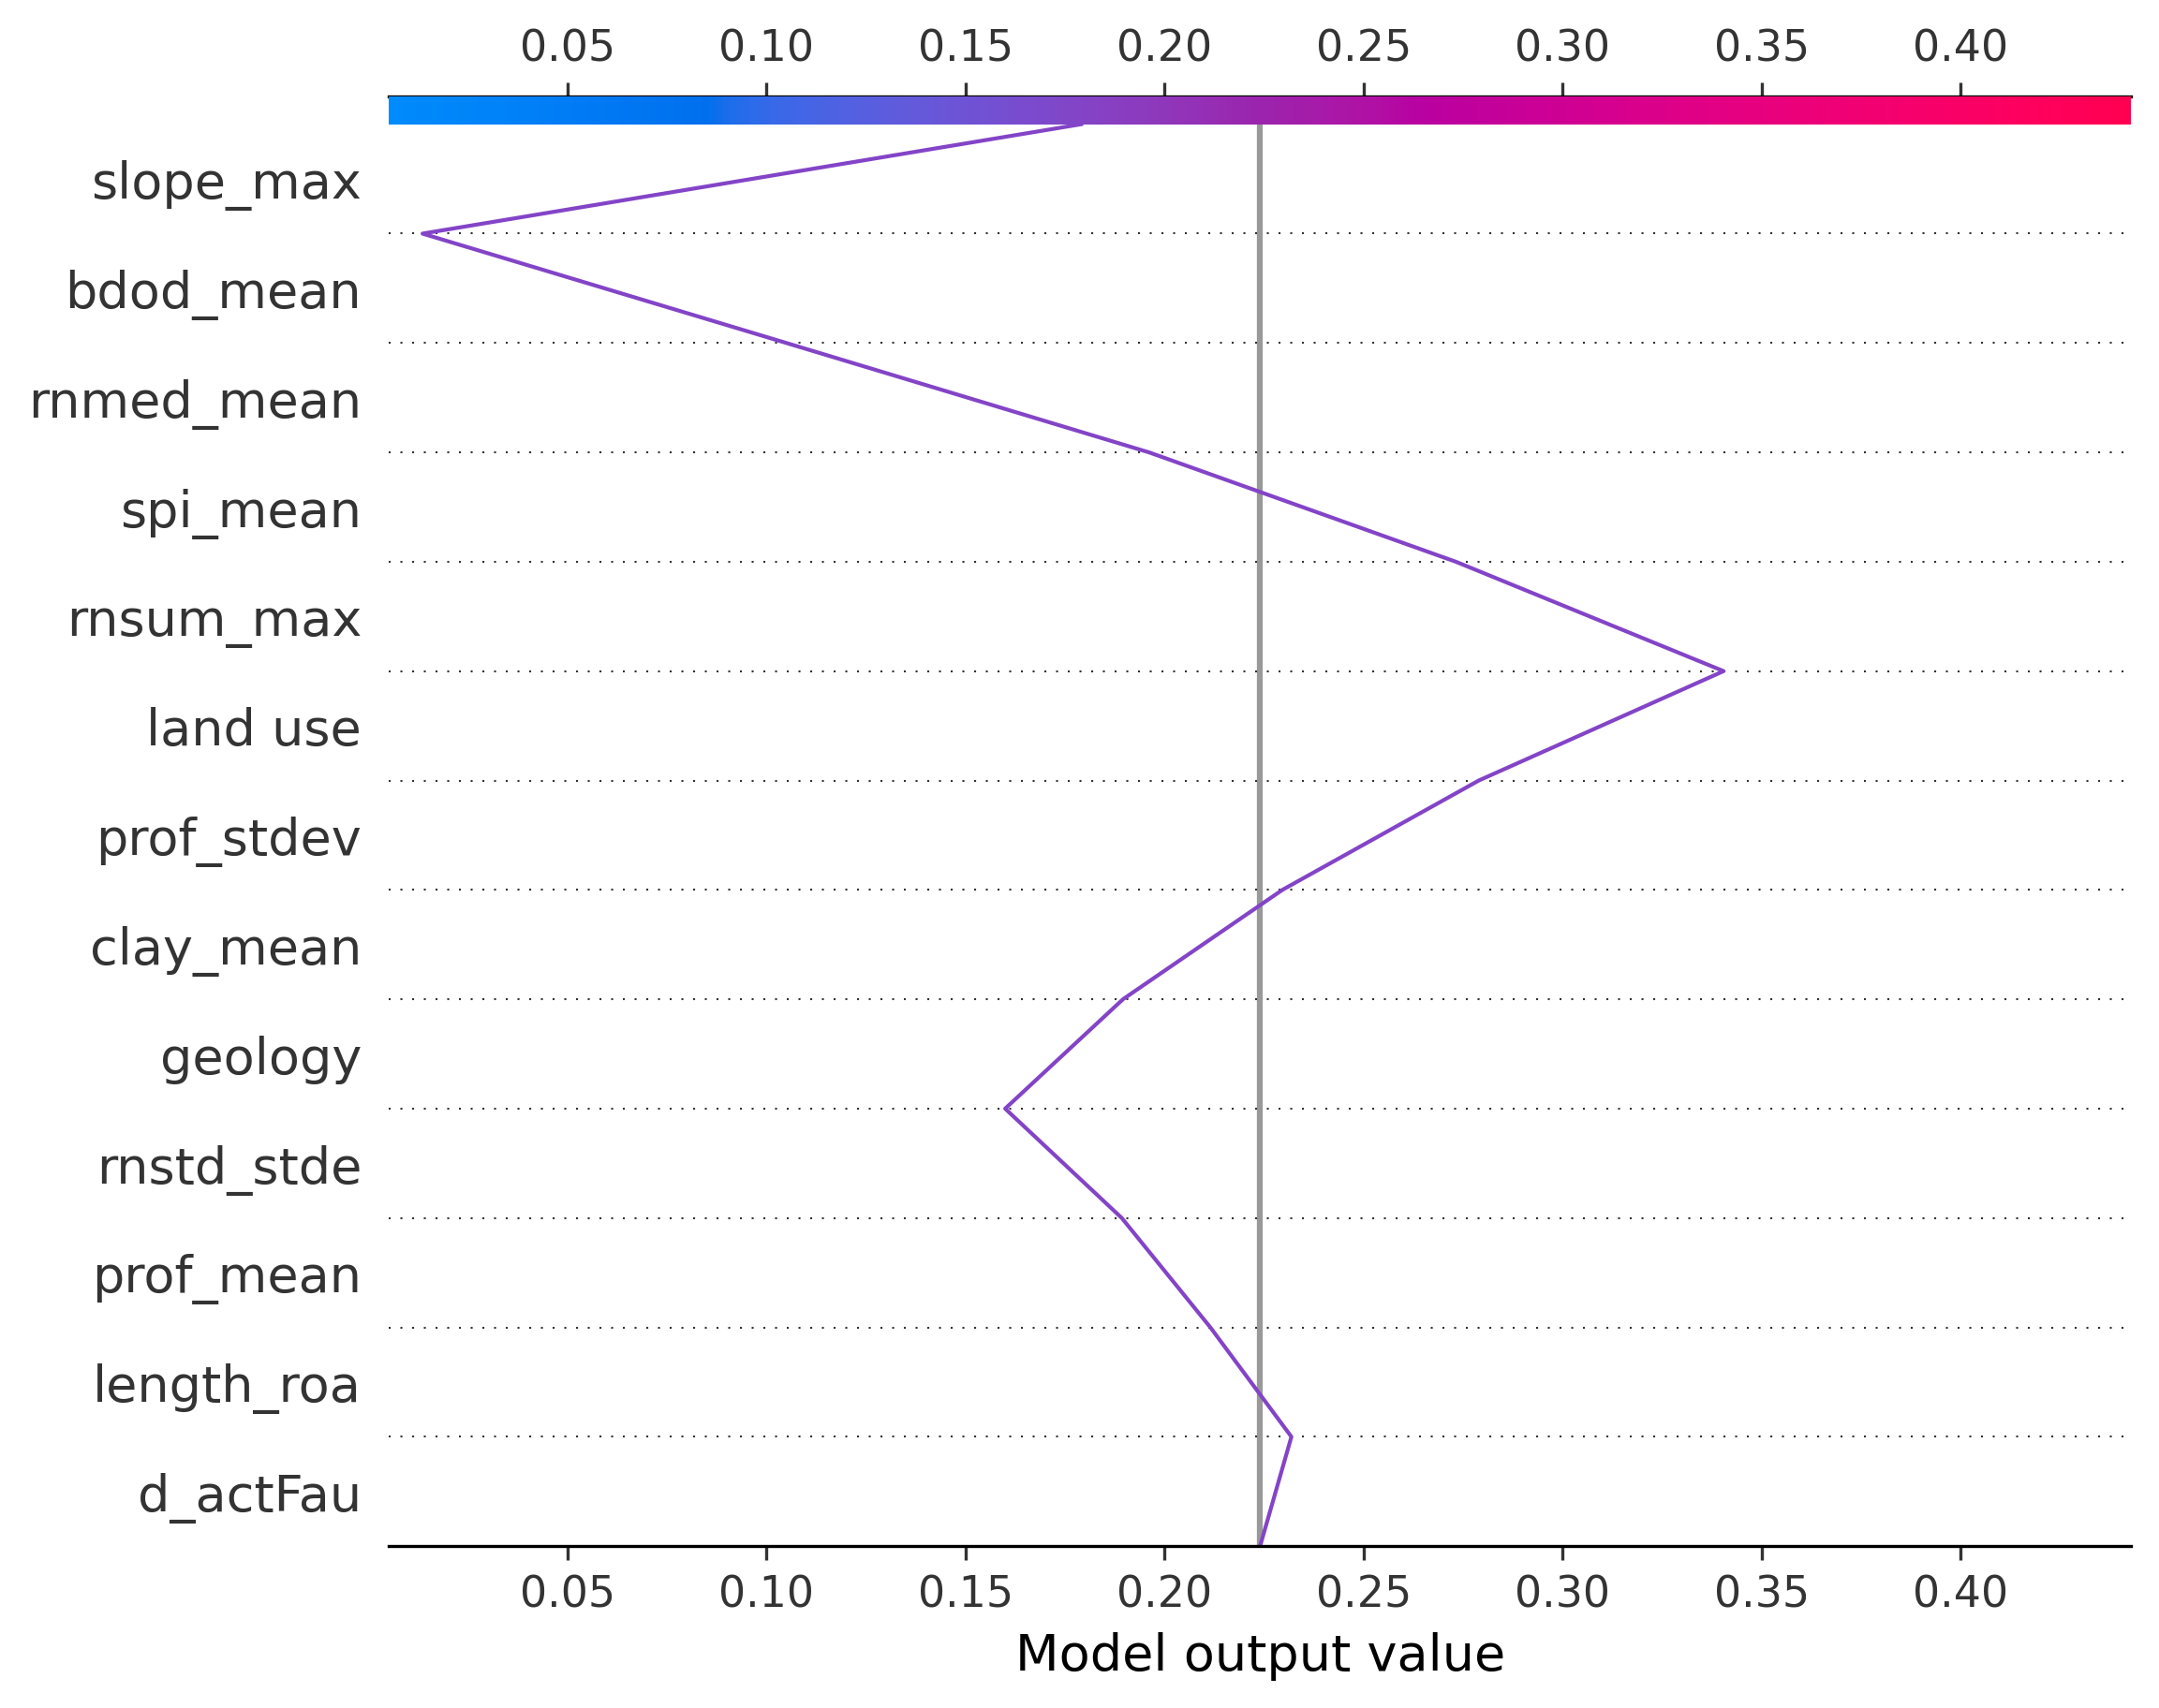 0.05 0.10 0.15 0.20 0.25 0.30 0.35 0.40
slope_max
bdod_mean
rnmed_mean
spi_mean
rnsum_max
land use
prof_stdev
clay_mean
geology
rnstd_stde
prof_mean
length_roa
d_actFau
0.05 0.10 0.15 0.20 0.25 0.30 0.35 0.40
Model output value